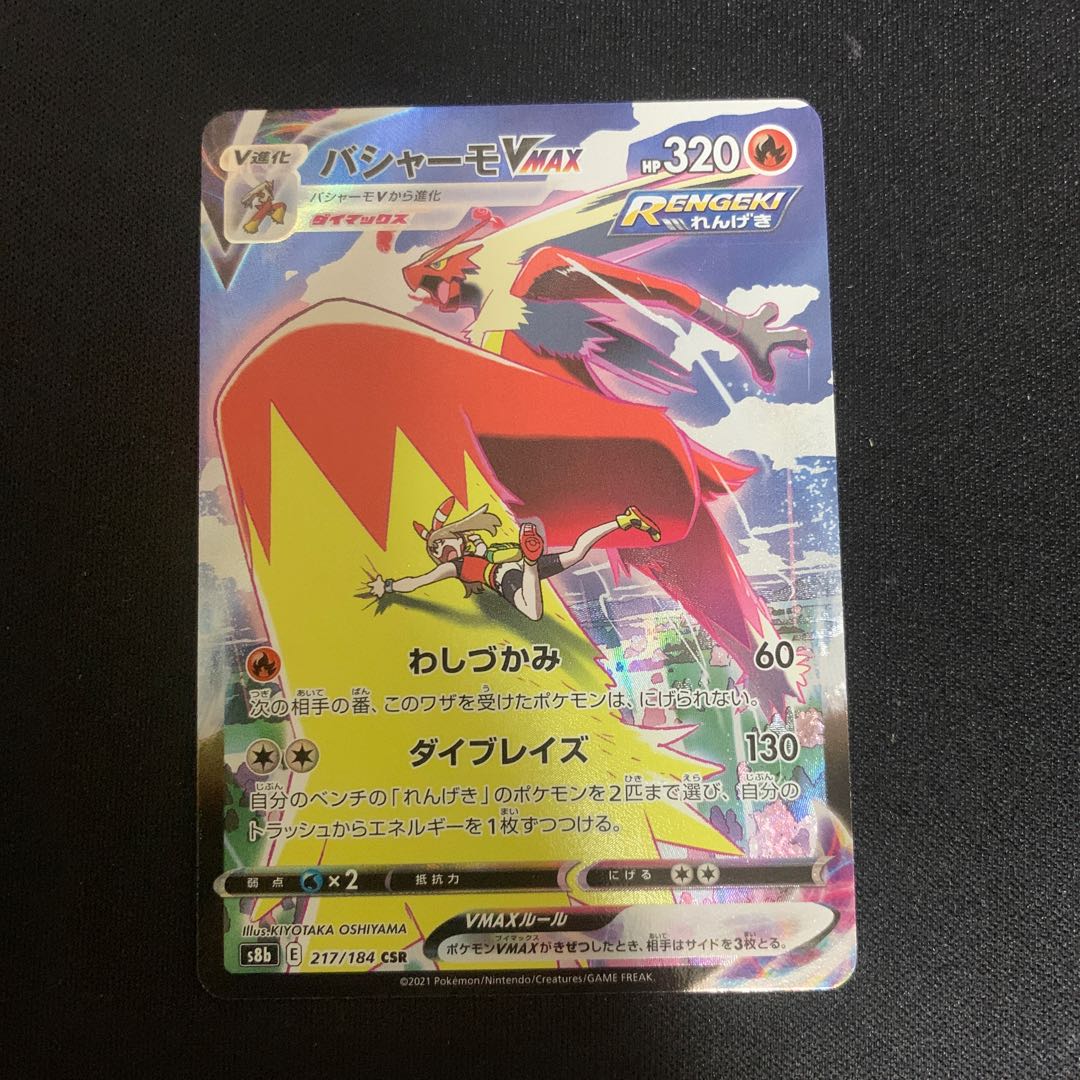 V進化
バシャーモVMAX
HP 320
バシャーモVから進化
ダイマックス
RENGEKI
れんげき
わしづかみ 60
次の相手の番、このワザを受けたポケモンは、にげられない。
ダイブレイズ 130
自分のベンチの「れんげき」のポケモンを2匹まで選び、自分の
トラッシュからエネルギーを1枚ずつつける。
弱点 ×2 抵抗力 にげる
Illus.KIYOTAKA OSHIYAMA
VMAXルール
ポケモンVMAXがきぜつしたとき、相手はサイドを3枚とる。
s8b E 217/184 CSR
©2021 Pokémon/Nintendo/Creatures/GAME FREAK.